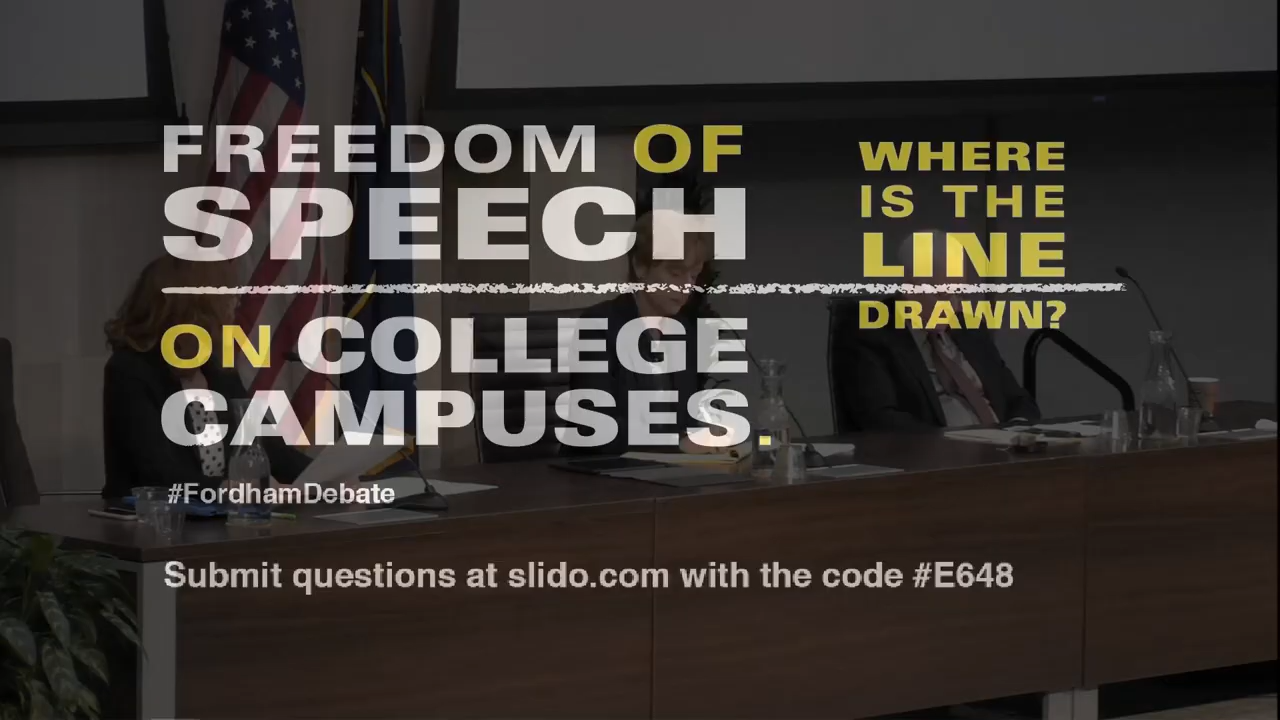 FREEDOM OF
SPEECH
ON COLLEGE
CAMPUSES.
WHERE
IS THE
LINE
DRAWN?
#FordhamDebate
Submit questions at slido.com with the code #E648